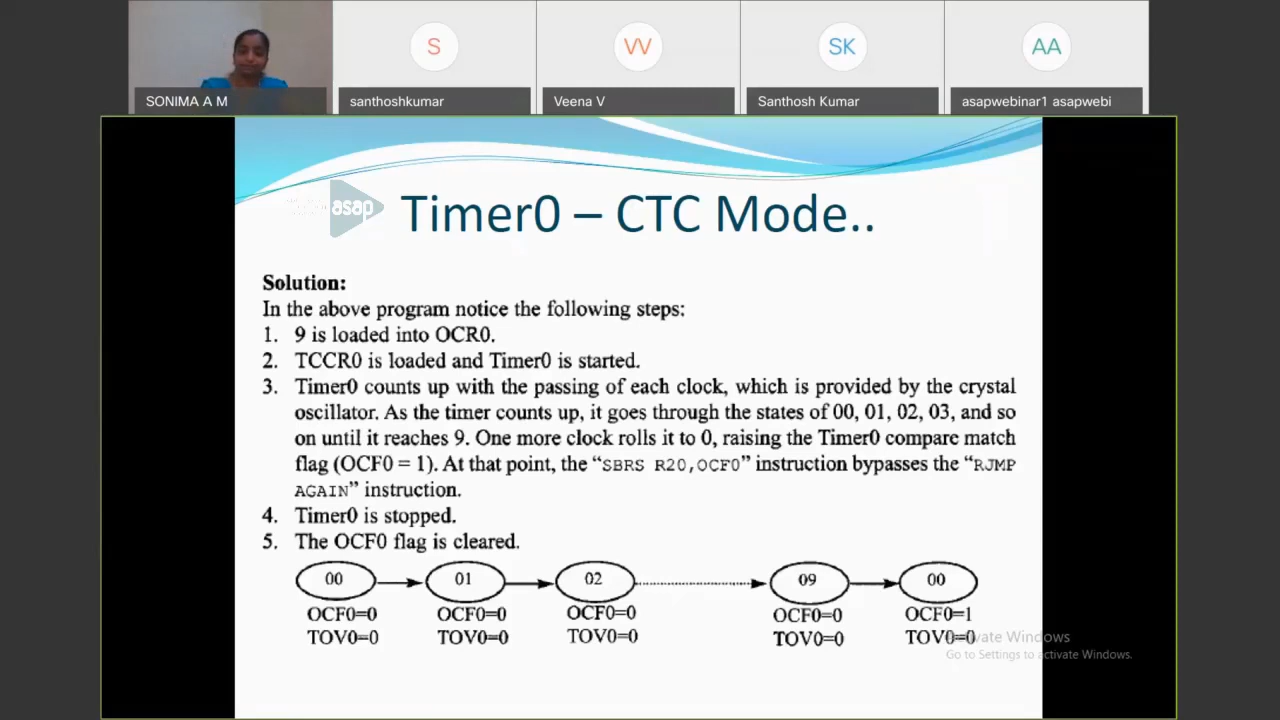 S
VV
SK
AA
SONIMA A M
santhoshkumar
Veena V
Santhosh Kumar
asapwebinar1 asapwebi
asap
Timer0 – CTC Mode..
Solution:
In the above program notice the following steps:
1. 9 is loaded into OCR0.
2. TCCR0 is loaded and Timer0 is started.
3. Timer0 counts up with the passing of each clock, which is provided by the crystal
oscillator. As the timer counts up, it goes through the states of 00, 01, 02, 03, and so
on until it reaches 9. One more clock rolls it to 0, raising the Timer0 compare match
flag (OCF0 = 1). At that point, the “SBRS R20,OCF0” instruction bypasses the “RJMP
AGAIN” instruction.
4. Timer0 is stopped.
5. The OCF0 flag is cleared.
00 01 02 09 00
OCF0=0 OCF0=0 OCF0=0 OCF0=0 OCF0=1
TOV0=0 TOV0=0 TOV0=0 TOV0=0 TOV0=0
Activate Windows
Go to Settings to activate Windows.